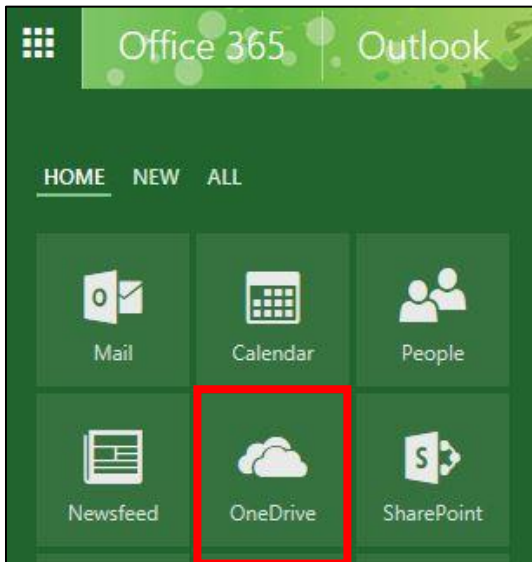 Office 365 Outlook
HOME NEW ALL
Mail Calendar People
Newsfeed OneDrive SharePoint